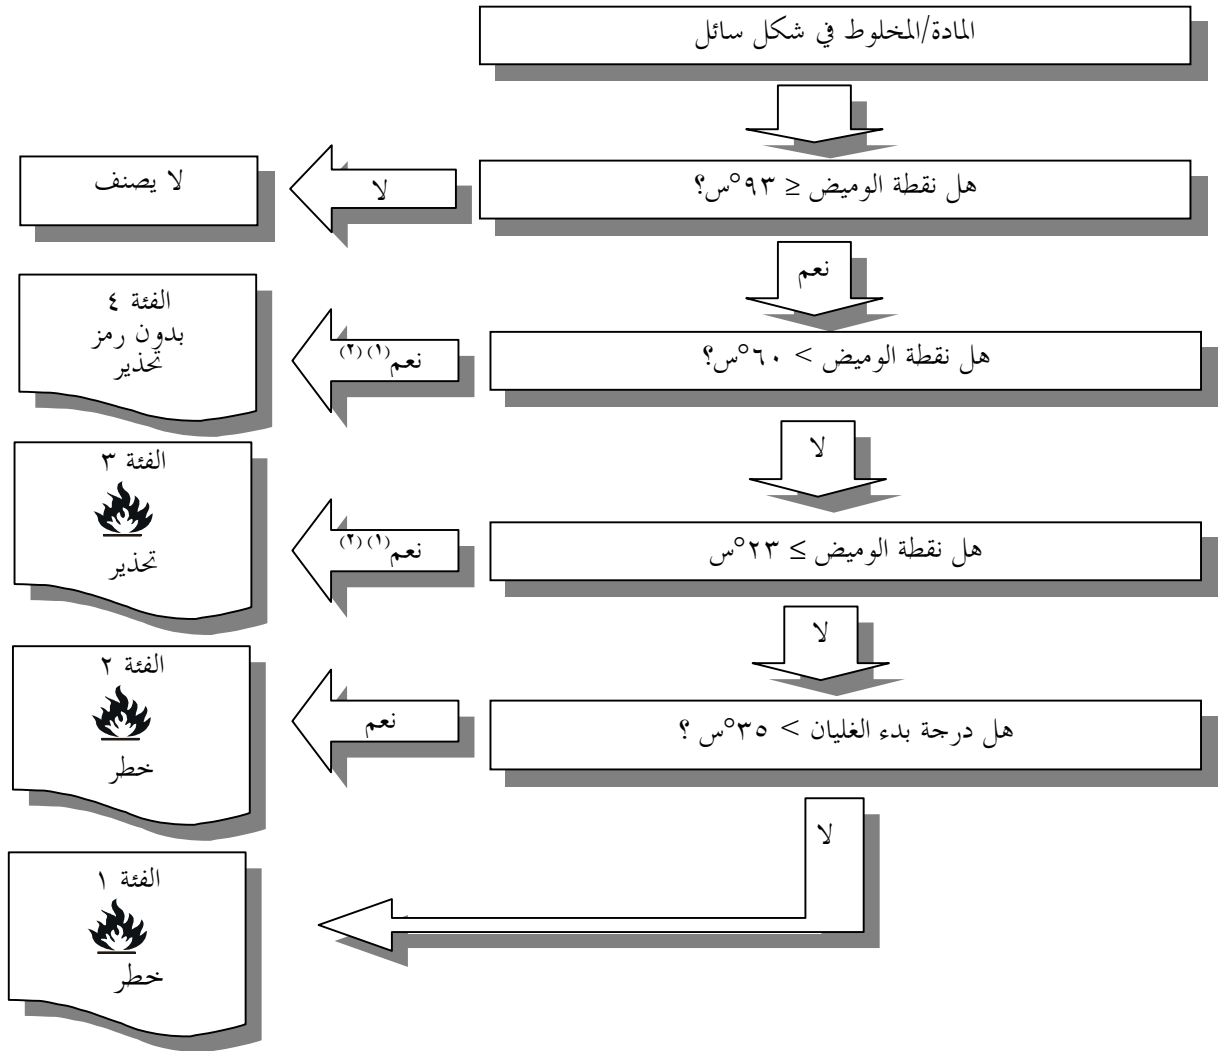 المادة/المخلوط في شكل سائل
هل نقطة الوميض ≤ ٩٣°س؟
لا
لا يصنف
نعم
هل نقطة الوميض > ٦٠°س؟
نعم(١)(٢)
الفئة ٤
بدون رمز
تحذير
لا
هل نقطة الوميض ≥ ٢٣°س
نعم(١)(٢)
الفئة ٣
تحذير
لا
هل درجة بدء الغليان > ٣٥°س ؟
نعم
الفئة ٢
خطر
لا
الفئة ١
خطر